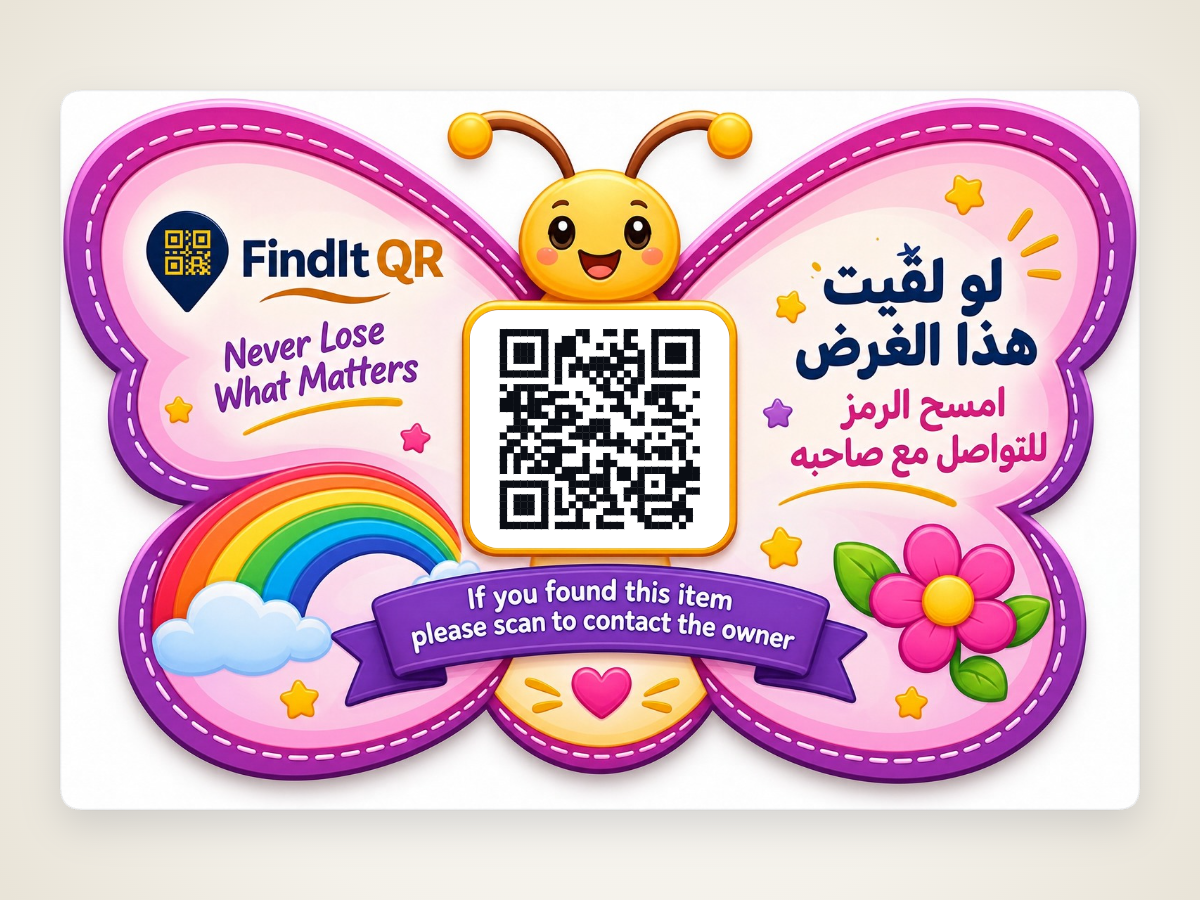 FindIt QR
Never Lose
What Matters
لو لقيت
هذا الغرض
امسح الرمز
للتواصل مع صاحبه
If you found this item
please scan to contact the owner